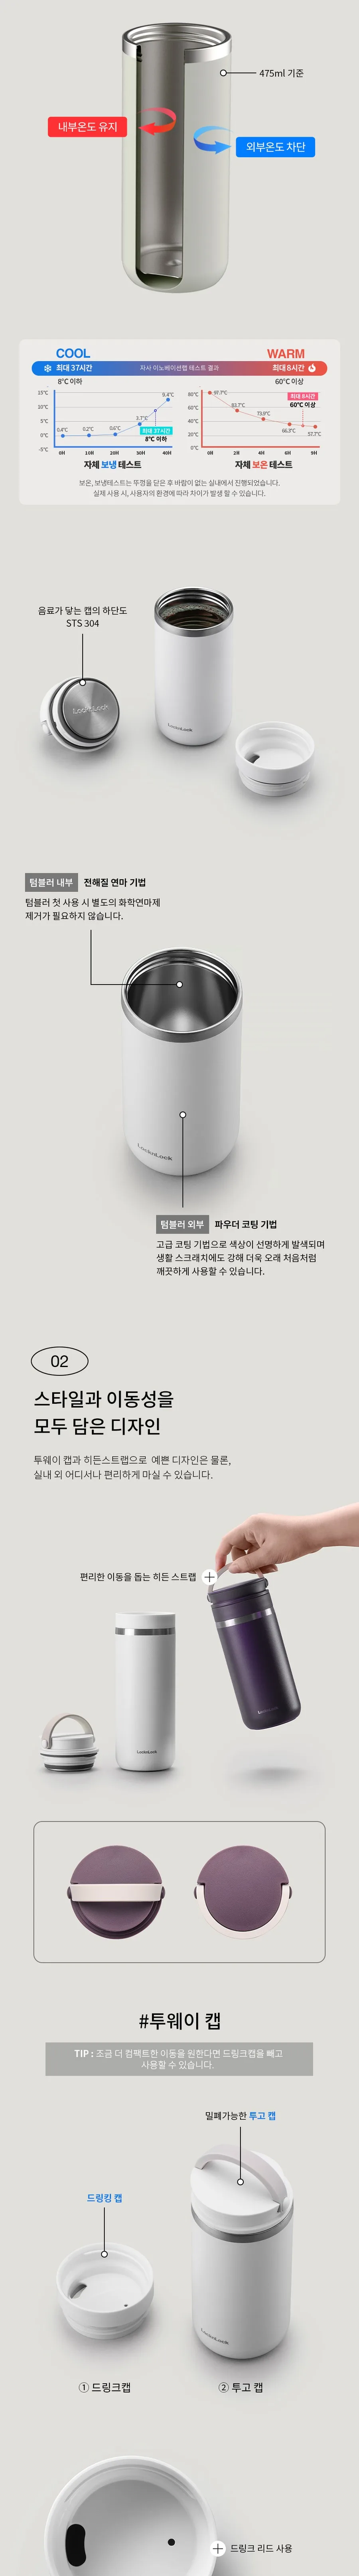 475ml 기준
내부온도 유지
외부온도 차단
COOL
WARM
최대 37시간
자사 이노베이션랩 테스트 결과
최대 8시간
8℃ 이하
60℃ 이상
15℃
10℃
5℃
0℃
-5℃
0.4℃
0.2℃
0.6℃
3.7℃
9.4℃
최대 37시간
8℃ 이하
0H
10H
20H
30H
40H
80℃
60℃
40℃
20℃
0℃
97.7℃
83.7℃
73.9℃
66.3℃
57.7℃
최대 8시간
60℃ 이상
0H
2H
4H
6H
9H
자체 보냉 테스트
자체 보온 테스트
보온, 보냉테스트는 뚜껑을 닫은 후 바람이 없는 실내에서 진행되었습니다.
실제 사용 시, 사용자의 환경에 따라 차이가 발생 할 수 있습니다.
음료가 닿는 캡의 하단도
STS 304
LocknLock
LocknLock
텀블러 내부 전해질 연마 기법
텀블러 첫 사용 시 별도의 화학연마제
제거가 필요하지 않습니다.
LocknLock
텀블러 외부 파우더 코팅 기법
고급 코팅 기법으로 색상이 선명하게 발색되며
생활 스크래치에도 강해 더욱 오래 처음처럼
깨끗하게 사용할 수 있습니다.
02
스타일과 이동성을
모두 담은 디자인
투웨이 캡과 히든스트랩으로 예쁜 디자인은 물론,
실내 외 어디서나 편리하게 마실 수 있습니다.
편리한 이동을 돕는 히든 스트랩
LocknLock
LocknLock
#투웨이 캡
TIP : 조금 더 컴팩트한 이동을 원한다면 드링크캡을 빼고
사용할 수 있습니다.
밀폐가능한 투고 캡
드링킹 캡
LocknLock
① 드링크캡
② 투고 캡
드링크 리드 사용